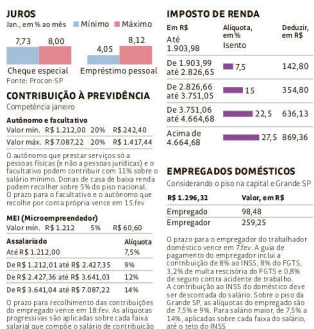 JUROS
Jan., em % ao mês Mínimo Máximo
7,73 8,00 4,05 8,12
Cheque especial Empréstimo pessoal
Fonte: Procon-SP
CONTRIBUIÇÃO À PREVIDÊNCIA
Competência janeiro
Autônomo e facultativo
Valor mín. R$ 1.212,00 20% R$ 242,40
Valor máx. R$ 7.087,22 20% R$ 1.417,44
O autônomo que prestar serviços só a
pessoas físicas (e não a pessoas jurídicas) e o
facultativo podem contribuir com 11% sobre o
salário mínimo. Donas de casa de baixa renda
podem recolher sobre 5% do piso nacional.
O prazo para o facultativo e o autônomo que
recolhe por conta própria vence em 15.fev
MEI (Microempreendedor)
Valor mín. R$ 1.212 5% R$ 60,60
Assalariado Alíquota
Até R$ 1.212,00 7,5%
De R$ 1.212,01 até R$ 2.427,35 9%
De R$ 2.427,36 até R$ 3.641,03 12%
De R$ 3.641,04 até R$ 7.087,22 14%
O prazo para recolhimento das contribuições
do empregado vence em 18.fev. As alíquotas
progressivas são aplicadas sobre cada faixa
salarial que compõe o salário de contribuição
IMPOSTO DE RENDA
Em R$ Alíquota, em % Deduzir, em R$
Até
1.903,98 Isento
De 1.903,99
até 2.826,65 7,5 142,80
De 2.826,66
até 3.751,05 15 354,80
De 3.751,06
até 4.664,68 22,5 636,13
Acima de
4.664,68 27,5 869,36
EMPREGADOS DOMÉSTICOS
Considerando o piso na capital e Grande SP
R$ 1.296,32 Valor, em R$
Empregado 98,48
Empregador 259,25
O prazo para o empregador do trabalhador
doméstico vence em 7.fev. A guia de
pagamento do empregador inclui a
contribuição de 8% ao INSS, 8% do FGTS,
3,2% de multa rescisória do FGTS e 0,8%
de seguro contra acidente de trabalho.
A contribuição ao INSS do doméstico deve
ser descontada do salário. Sobre o piso da
Grande SP, as alíquotas do empregado são
de 7,5% e 9%. Para salário maior, de 7,5% a
14%, aplicadas sobre cada faixa do salário,
até o teto do INSS